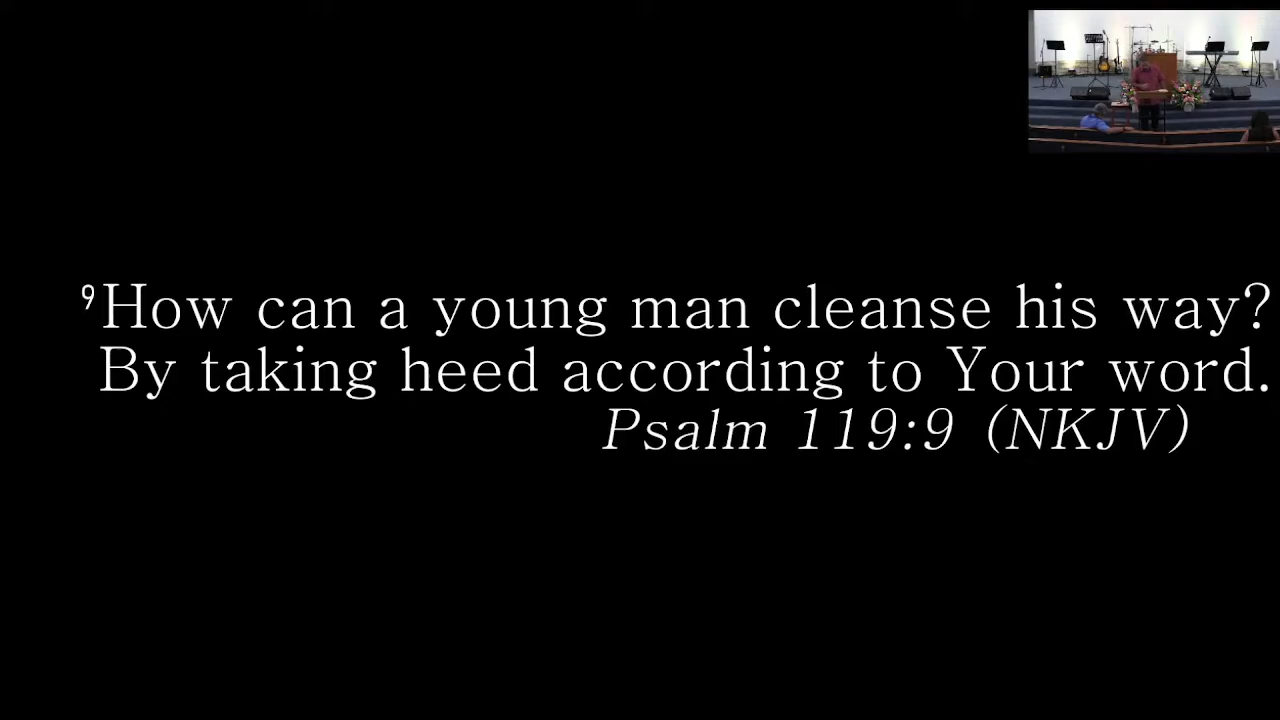 ⁹How can a young man cleanse his way?
By taking heed according to Your word.
Psalm 119:9 (NKJV)